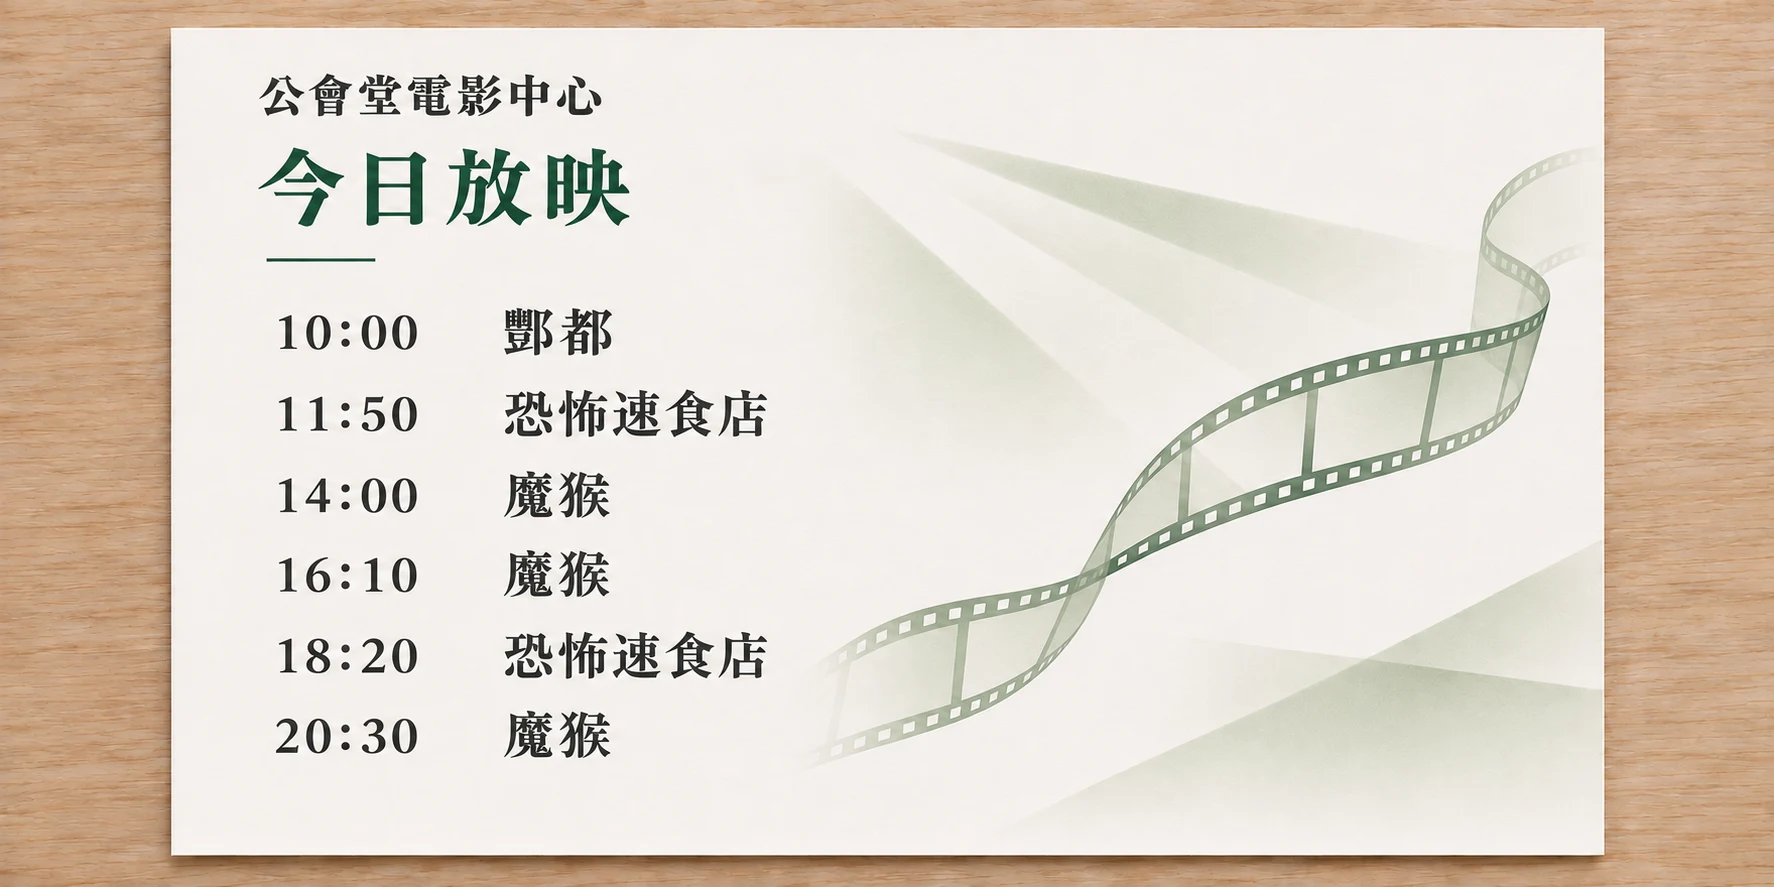 公會堂電影中心
今日放映
10:00 酆都
11:50 恐怖速食店
14:00 魔猴
16:10 魔猴
18:20 恐怖速食店
20:30 魔猴